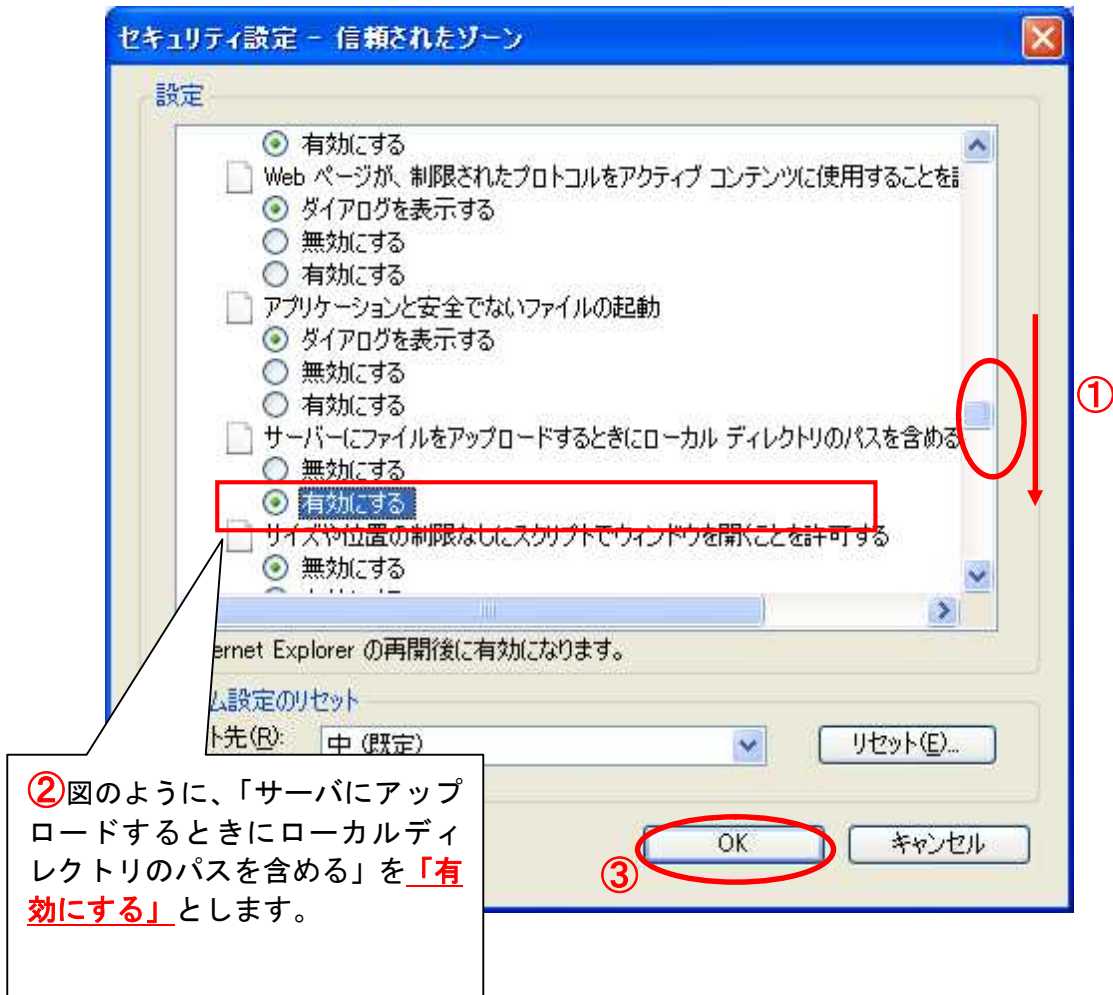 セキュリティ設定 - 信頼されたゾーン
設定
有効にする
Web ページが、制限されたプロトコルをアクティブ コンテンツに使用することを
ダイアログを表示する
無効にする
有効にする
アプリケーションと安全でないファイルの起動
ダイアログを表示する
無効にする
有効にする
サーバーにファイルをアップロードするときにローカル ディレクトリのパスを含める
無効にする
有効にする
サイズや位置の制限なしにスクリプトでウィンドウを開くことを許可する
無効にする
①
ernet Explorer の再開後に有効になります。
ム設定のリセット
ト先(R):
中 (既定)
リセット(E)...
②図のように、「サーバにアップ
ロードするときにローカルディ
レクトリのパスを含める」を「有
効にする」とします。
OK
キャンセル
③